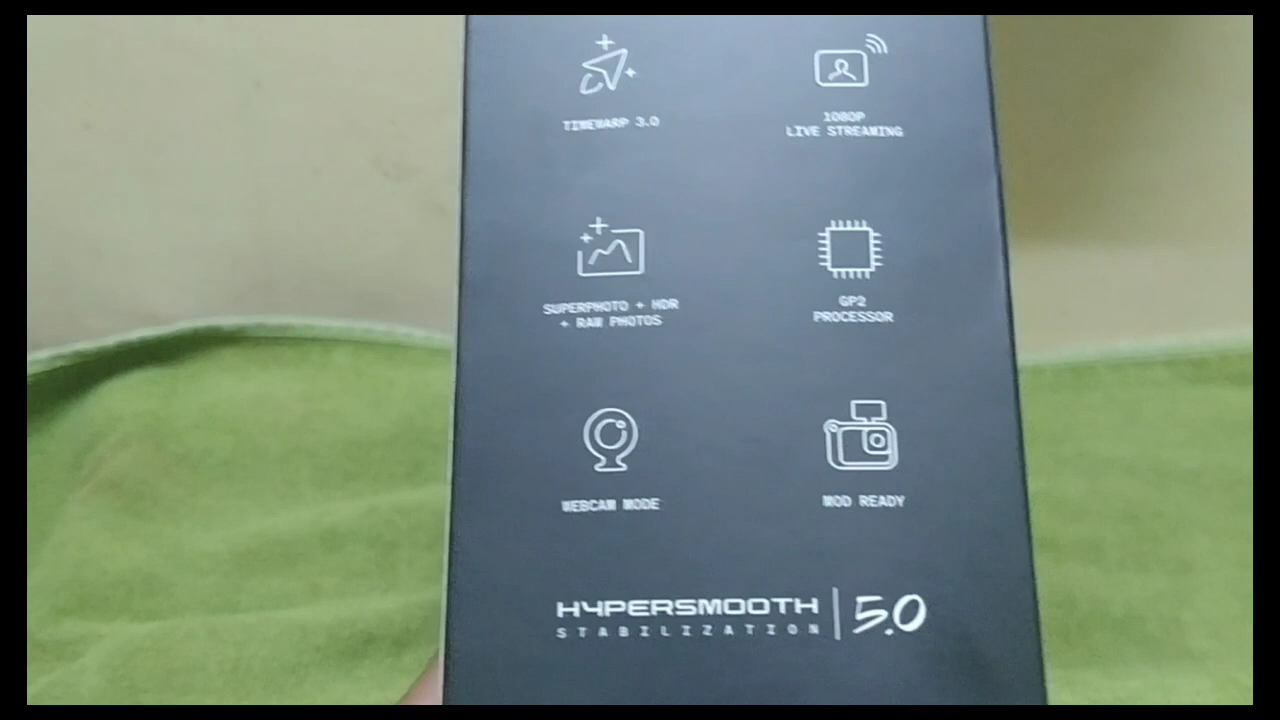 TIMEWARP 3.0
1080P
LIVE STREAMING
SUPERPHOTO + HDR
+ RAW PHOTOS
GP2
PROCESSOR
WEBCAM MODE
MOD READY
HYPERSMOOTH 5.0
STABILIZATION